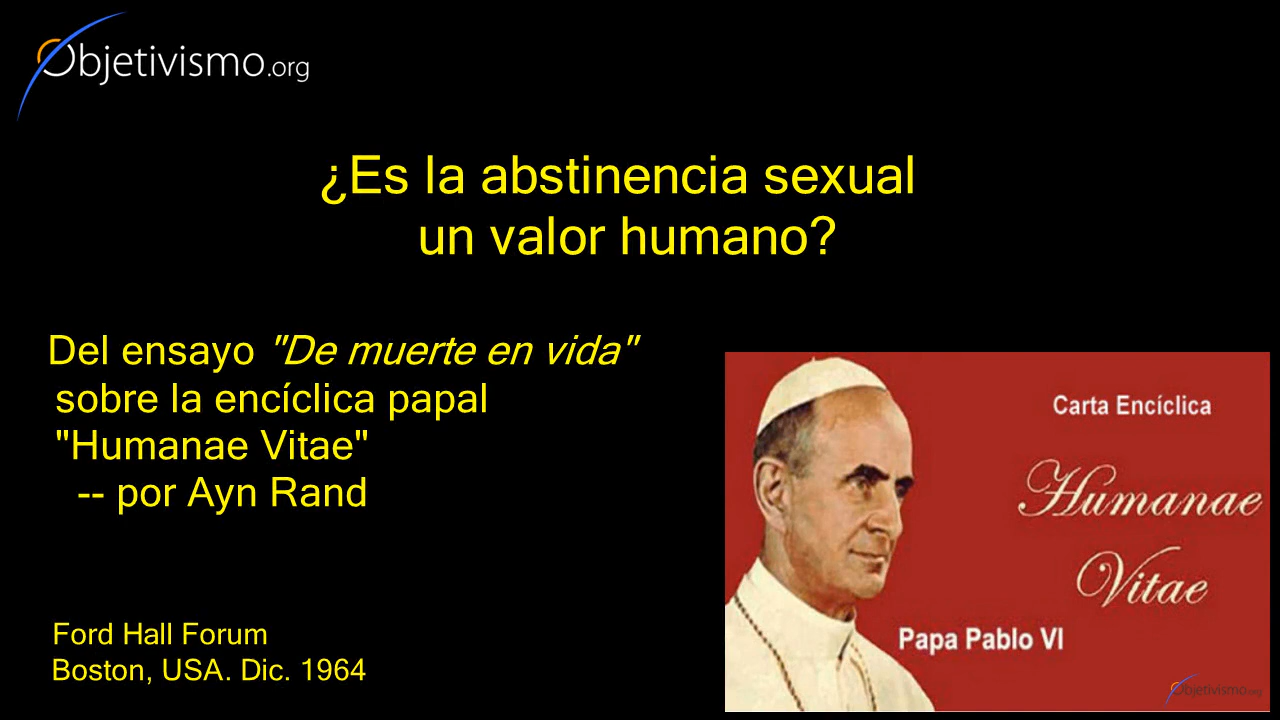 Objetivismo.org
¿Es la abstinencia sexual
un valor humano?
Del ensayo "De muerte en vida"
sobre la encíclica papal
"Humanae Vitae"
-- por Ayn Rand
Ford Hall Forum
Boston, USA. Dic. 1964
Carta Encíclica
Humanae
Vitae
Papa Pablo VI
Objetivismo.org